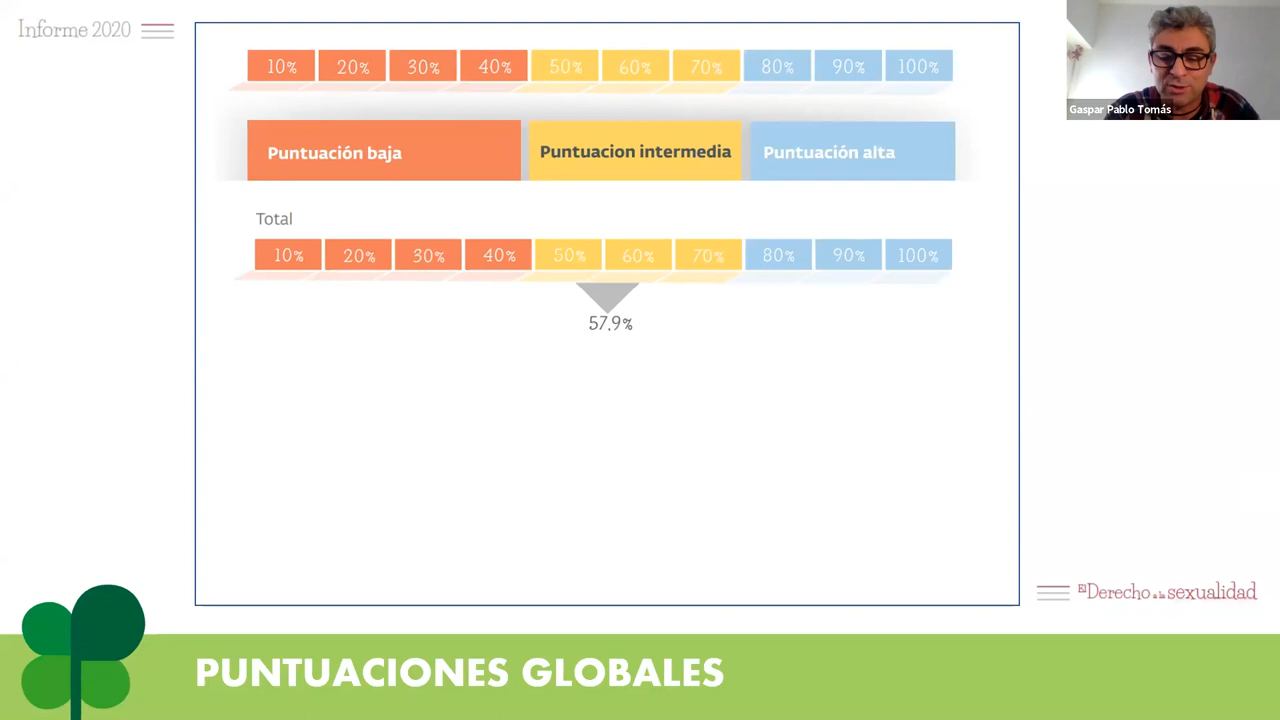 Informe 2020
10% 20% 30% 40% 50% 60% 70% 80% 90% 100%
Gaspar Pablo Tomás
Puntuación baja Puntuacion intermedia Puntuación alta
Total
10% 20% 30% 40% 50% 60% 70% 80% 90% 100%
57,9%
El Derecho a la sexualidad
PUNTUACIONES GLOBALES